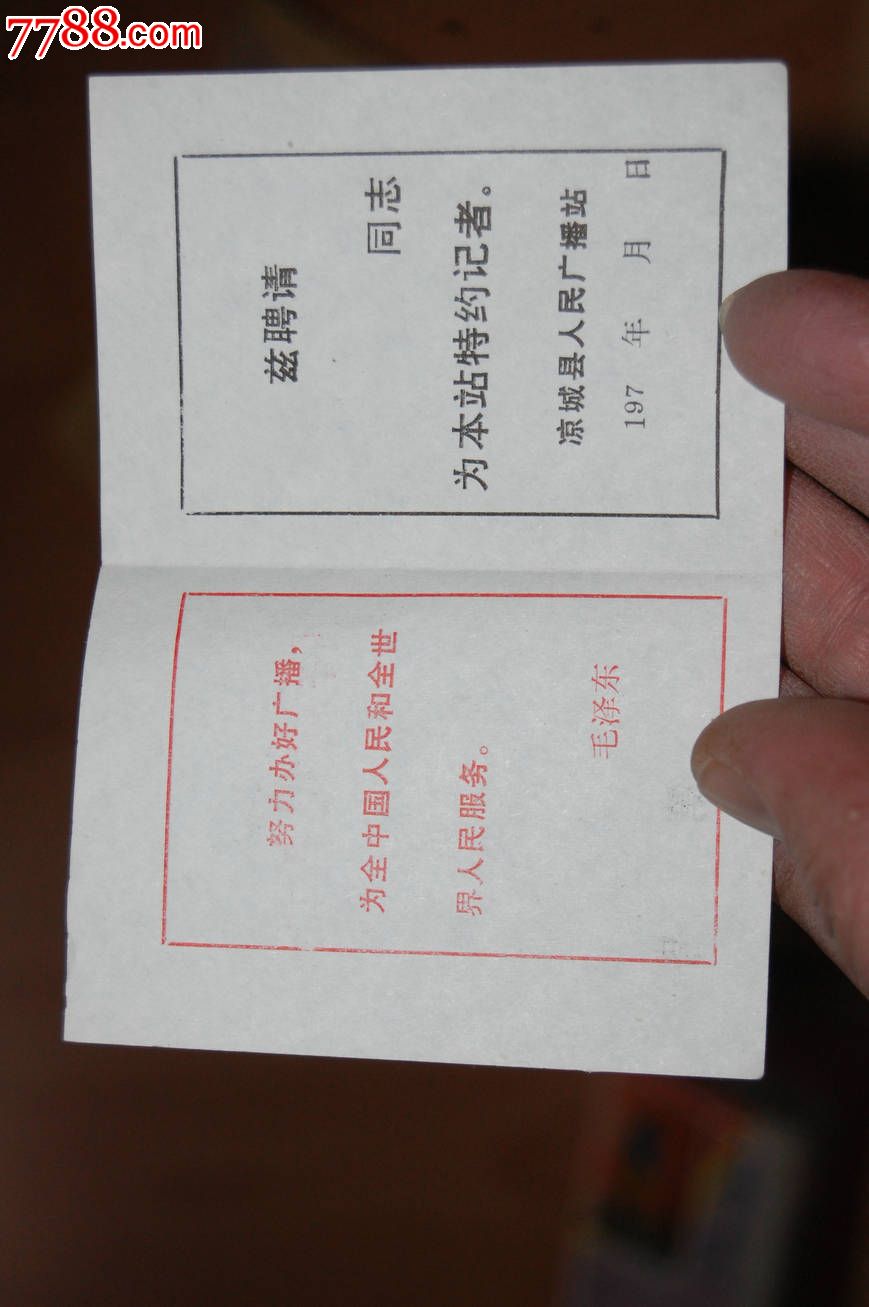 7788.com
努力办好广播，
为全中国人民和全世
界人民服务。
毛泽东
兹聘请
同志
为本站特约记者。
凉城县人民广播站
197 年 月 日